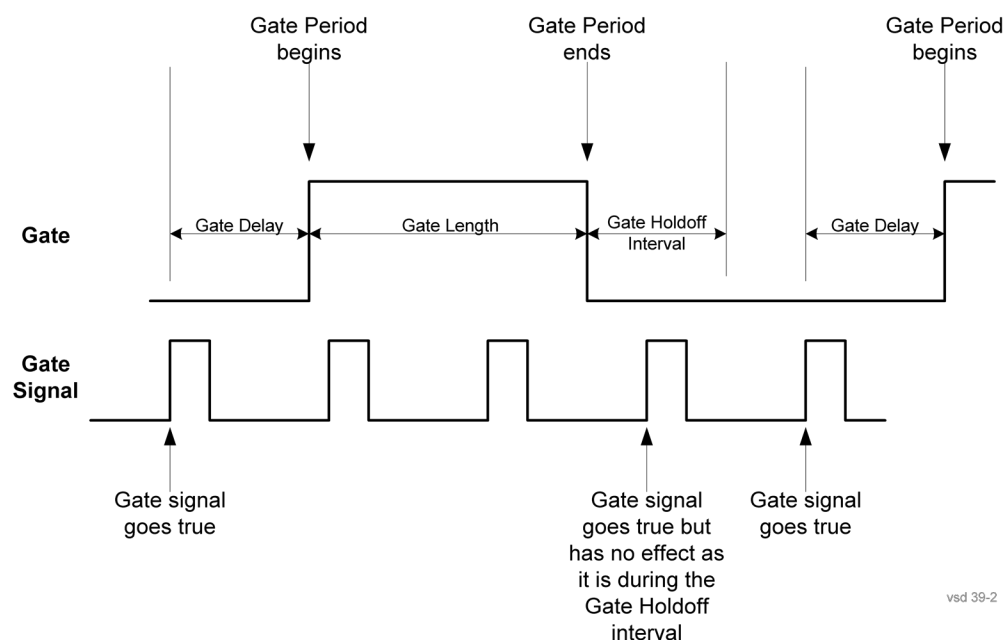 Gate Period
begins
Gate Period
ends
Gate Period
begins
Gate
Gate Delay
Gate Length
Gate Holdoff
Interval
Gate Delay
Gate
Signal
Gate signal
goes true
Gate signal
goes true but
has no effect as
it is during the
Gate Holdoff
interval
Gate signal
goes true
vsd 39-2